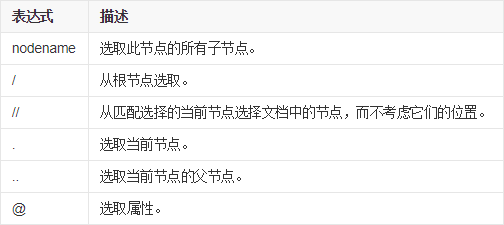 表达式 描述
nodename 选取此节点的所有子节点。
/ 从根节点选取。
// 从匹配选择的当前节点选择文档中的节点，而不考虑它们的位置。
. 选取当前节点。
.. 选取当前节点的父节点。
@ 选取属性。